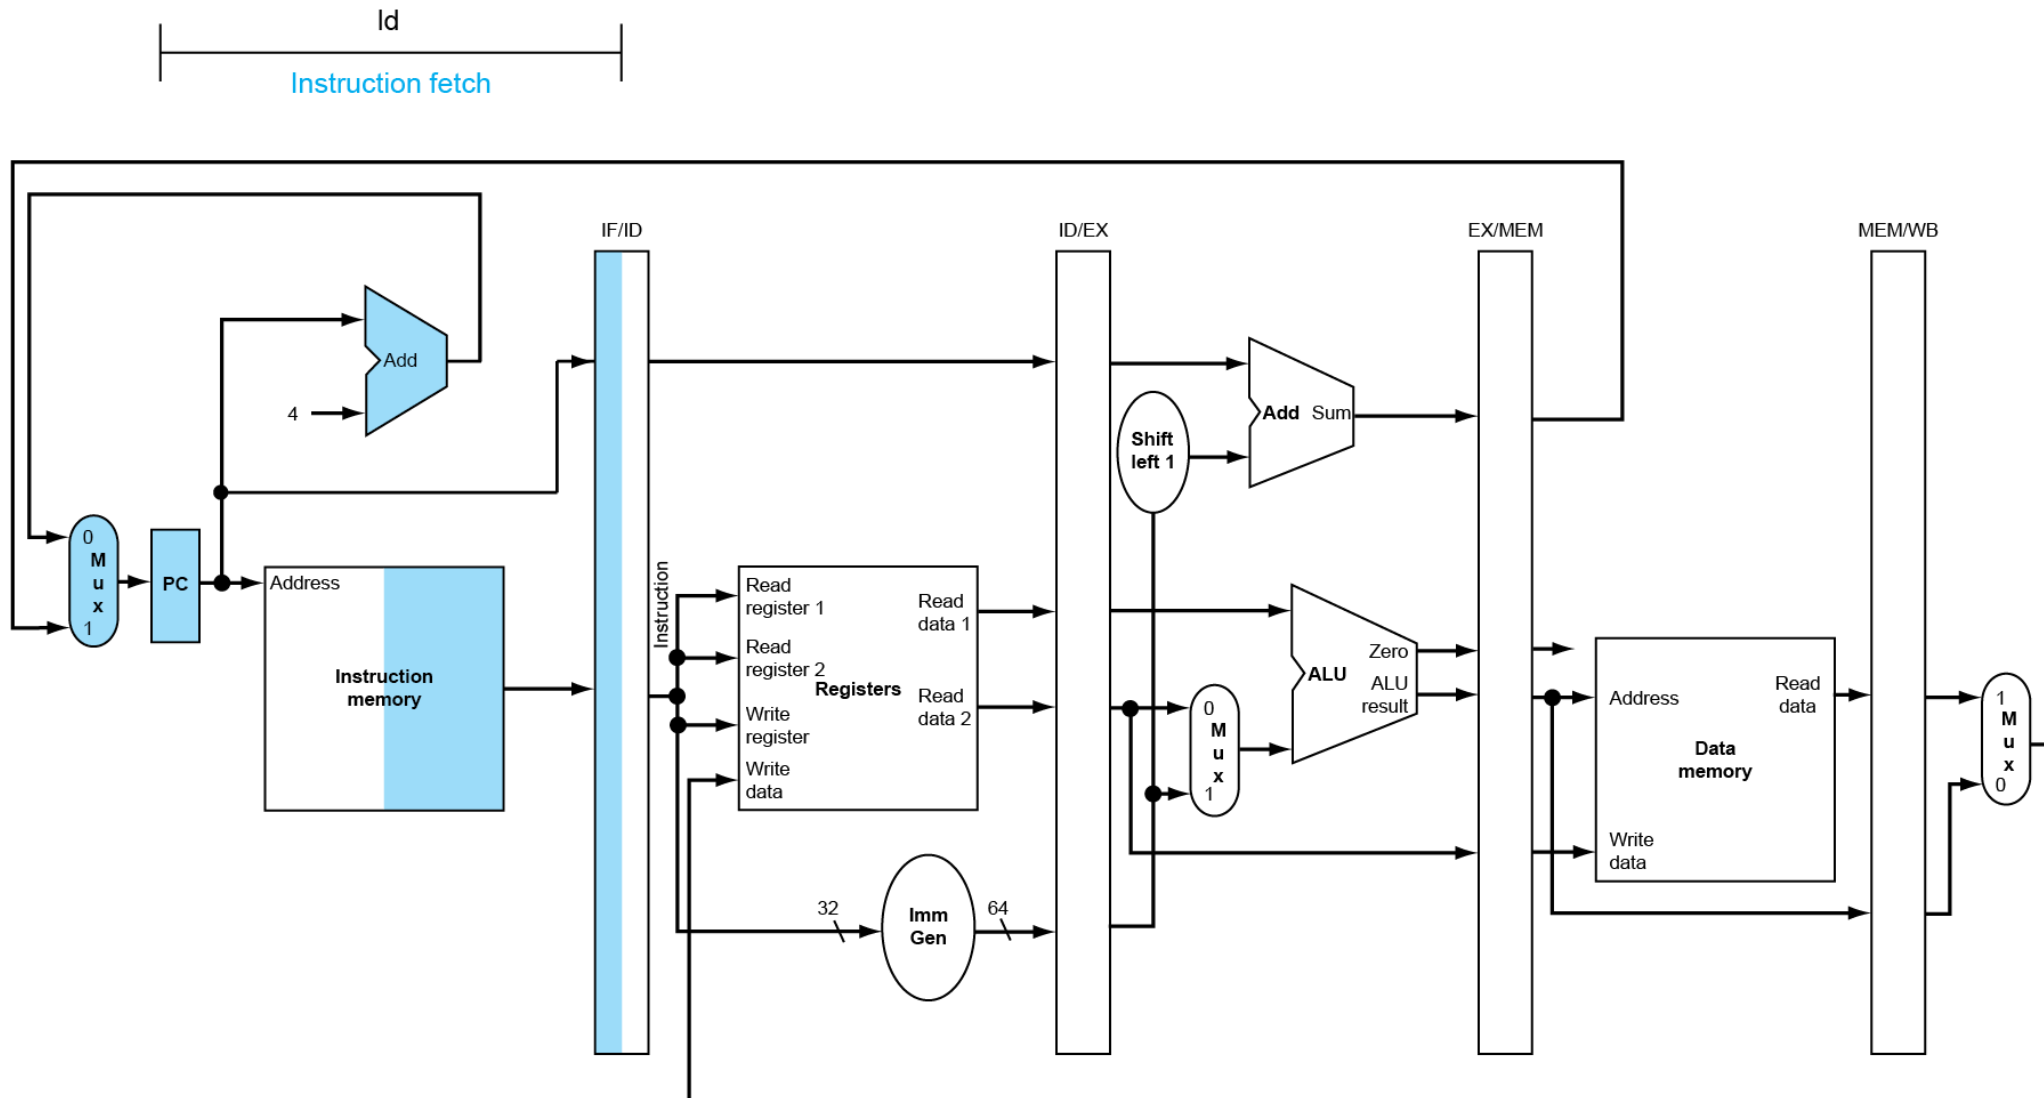 ld
Instruction fetch
IF/ID
ID/EX
EX/MEM
MEM/WB
Add
4
Shift
left 1
Add Sum
0
M
u
x
1
PC
Address
Instruction
memory
Instruction
Read
register 1
Read
register 2
Write
register
Write
data
Registers
Read
data 1
Read
data 2
0
M
u
x
1
Zero
ALU
ALU
result
Address
Read
data
Data
memory
Write
data
1
M
u
x
0
32
Imm
Gen
64